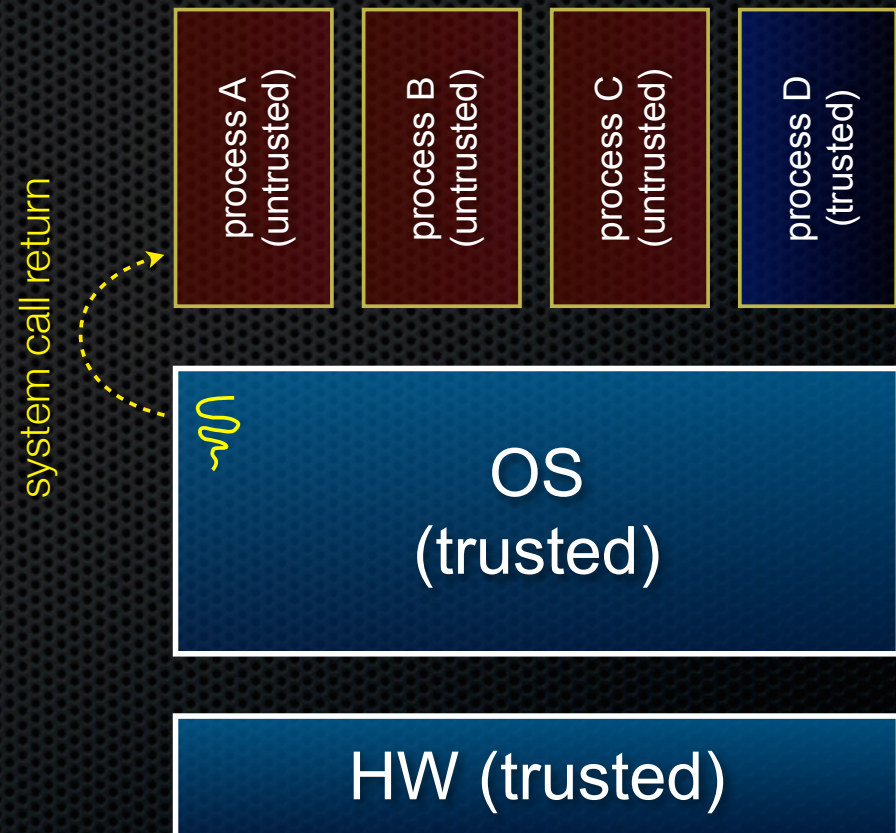 system call return
process A
(untrusted)
process B
(untrusted)
process C
(untrusted)
process D
(trusted)
OS
(trusted)
HW (trusted)